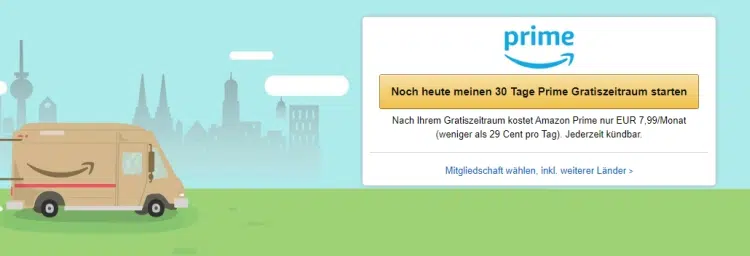 prime
Noch heute meinen 30 Tage Prime Gratiszeitraum starten
Nach Ihrem Gratiszeitraum kostet Amazon Prime nur EUR 7,99/Monat
(weniger als 29 Cent pro Tag). Jederzeit kündbar.
Mitgliedschaft wählen, inkl. weiterer Länder >